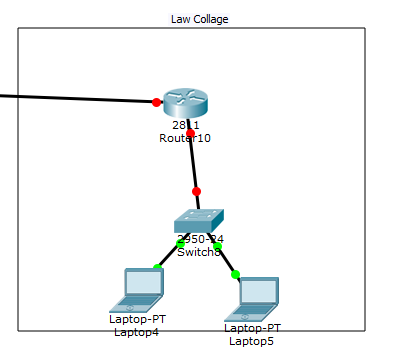 Law Collage
2811
Router10
2950-24
Switch8
Laptop-PT
Laptop4
Laptop-PT
Laptop5